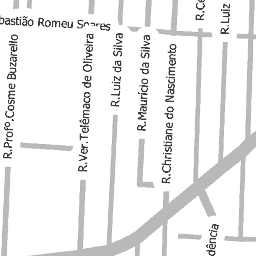 bastião Romeu Soares
R.Profº.Cosme Buzarello
R.Ver.Telêmaco de Oliveira
R.Luiz da Silva
R.Maurício da Silva
R.Christiane do Nascimento
R.Co
R.Luiz
dência